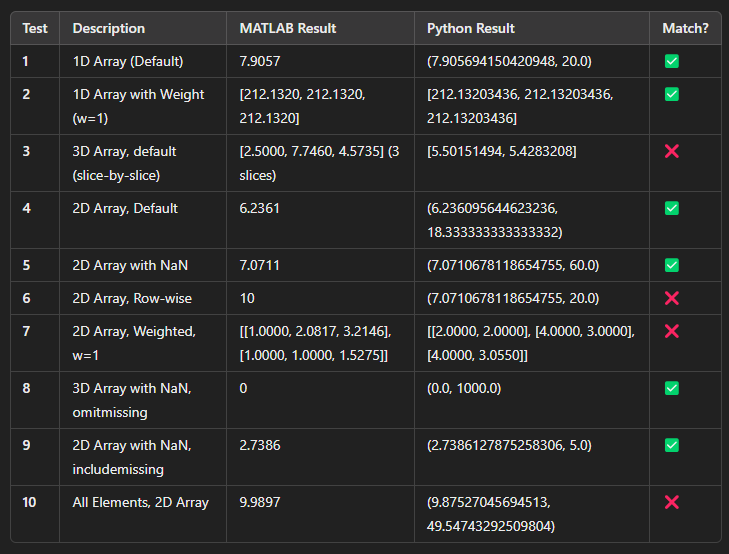 Test Description MATLAB Result Python Result Match?
1 1D Array (Default) 7.9057 (7.905694150420948, 20.0) ✅
2 1D Array with Weight (w=1) [212.1320, 212.1320, 212.1320] [212.13203436, 212.13203436, 212.13203436] ✅
3 3D Array, default (slice-by-slice) [2.5000, 7.7460, 4.5735] (3 slices) [5.50151494, 5.4283208] ❌
4 2D Array, Default 6.2361 (6.236095644623236, 18.333333333333332) ✅
5 2D Array with NaN 7.0711 (7.0710678118654755, 60.0) ✅
6 2D Array, Row-wise 10 (7.0710678118654755, 20.0) ❌
7 2D Array, Weighted, w=1 [[1.0000, 2.0817, 3.2146], [1.0000, 1.0000, 1.5275]] [[2.0000, 2.0000], [4.0000, 3.0000], [4.0000, 3.0550]] ❌
8 3D Array with NaN, omitmissing 0 (0.0, 1000.0) ✅
9 2D Array with NaN, includemissing 2.7386 (2.7386127875258306, 5.0) ✅
10 All Elements, 2D Array 9.9897 (9.87527045694513, 49.54743292509804) ❌